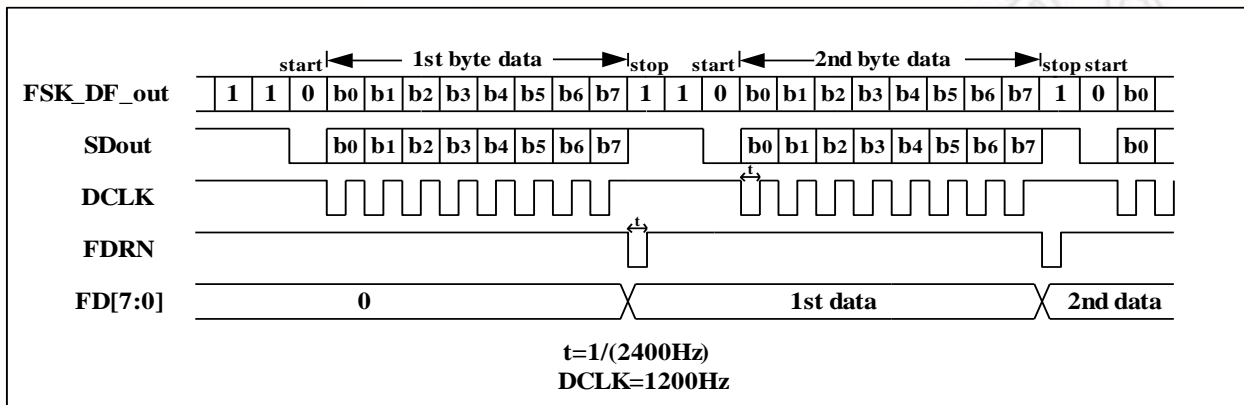 start 1st byte data stop start 2nd byte data stop start
FSK_DF_out 1 1 0 b0 b1 b2 b3 b4 b5 b6 b7 1 1 0 b0 b1 b2 b3 b4 b5 b6 b7 1 0 b0
SDout b0 b1 b2 b3 b4 b5 b6 b7 b0 b1 b2 b3 b4 b5 b6 b7 b0
DCLK t
FDRN t
FD[7:0] 0 1st data 2nd data
t=1/(2400Hz)
DCLK=1200Hz